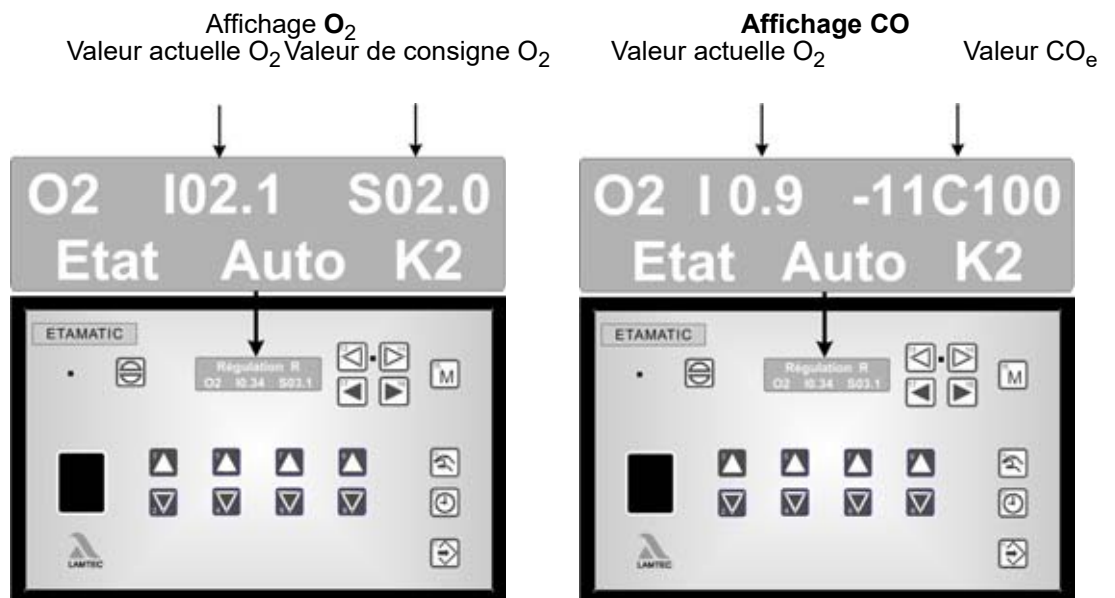 Affichage O2
Valeur actuelle O2 Valeur de consigne O2
O2 I02.1 S02.0
Etat Auto K2
ETAMATIC
Régulation R
O2 I0.34 S03.1
M
LAMTEC
Affichage CO
Valeur actuelle O2 Valeur COe
O2 I 0.9 -11C100
Etat Auto K2
ETAMATIC
Régulation R
O2 I0.34 S03.1
M
LAMTEC